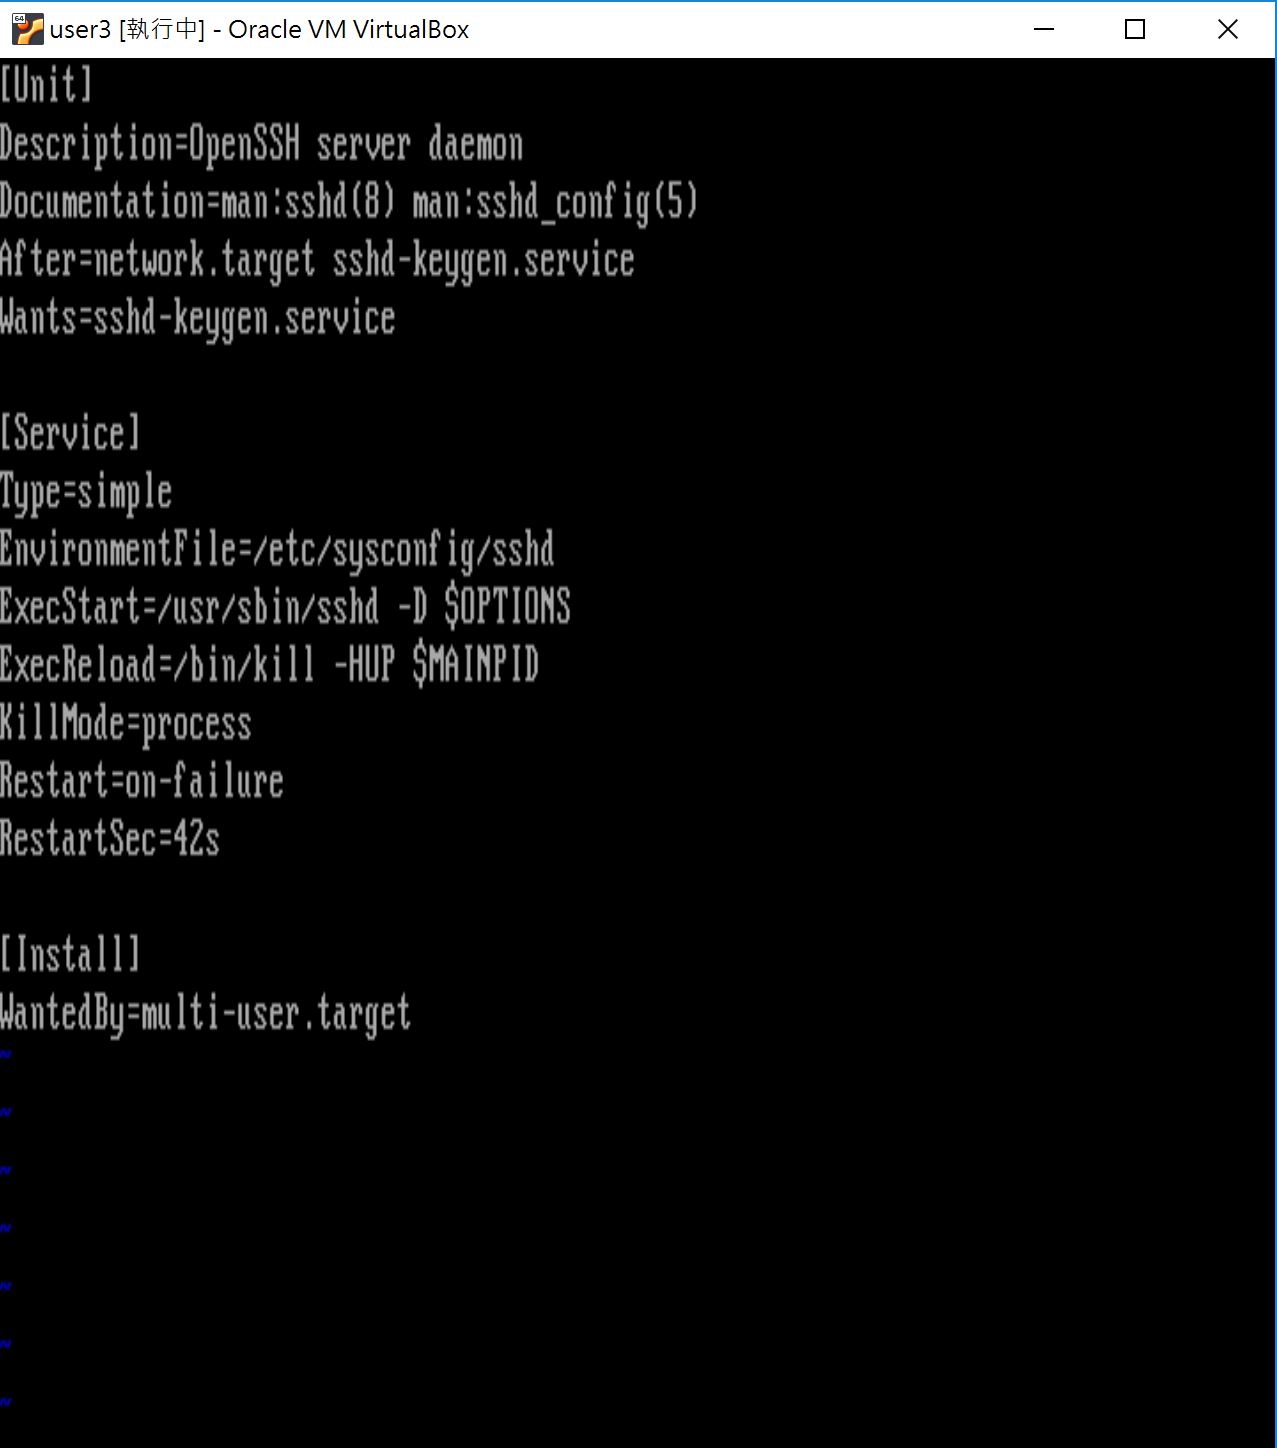 user3 [執行中] - Oracle VM VirtualBox
[Unit]
Description=OpenSSH server daemon
Documentation=man:sshd(8) man:sshd_config(5)
After=network.target sshd-keygen.service
Wants=sshd-keygen.service

[Service]
Type=simple
EnvironmentFile=/etc/sysconfig/sshd
ExecStart=/usr/sbin/sshd -D $OPTIONS
ExecReload=/bin/kill -HUP $MAINPID
KillMode=process
Restart=on-failure
RestartSec=42s

[Install]
WantedBy=multi-user.target
~
~
~
~
~
~
~